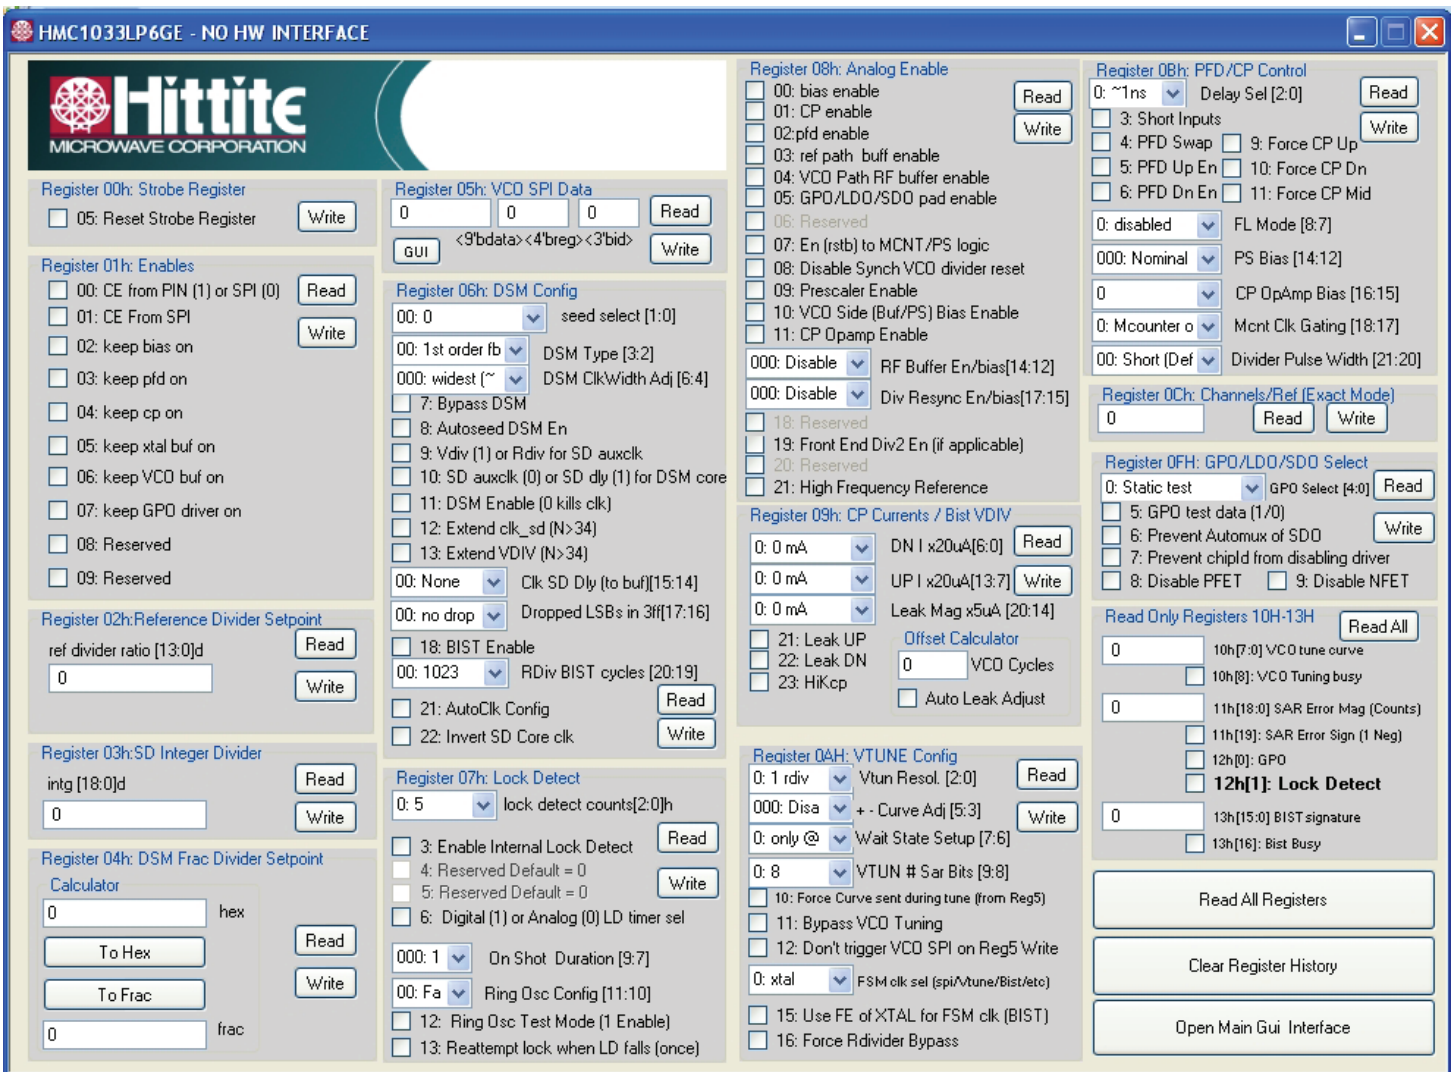 HMC1033LP6GE - NO HW INTERFACE
Hittite
MICROWAVE CORPORATION
Register 00h: Strobe Register
05: Reset Strobe Register
Write
Register 01h: Enables
00: CE from PIN (1) or SPI (0)
Read
01: CE From SPI
Write
02: keep bias on
03: keep pfd on
04: keep cp on
05: keep xtal buf on
06: keep VCO buf on
07: keep GPO driver on
08: Reserved
09: Reserved
Register 02h:Reference Divider Setpoint
ref divider ratio [13:0]d
Read
0
Write
Register 03h:SD Integer Divider
intg [18:0]d
Read
0
Write
Register 04h: DSM Frac Divider Setpoint
Calculator
0 hex
To Hex
Read
To Frac
Write
0 frac
Register 05h: VCO SPI Data
0 0 0 Read
<9'bdata><4'breg><3'bid>
GUI
Write
Register 06h: DSM Config
00: 0 seed select [1:0]
00: 1st order fb DSM Type [3:2]
000: widest (~ DSM ClkWidth Adj [6:4]
7: Bypass DSM
8: Autoseed DSM En
9: Vdiv (1) or Rdiv for SD auxclk
10: SD auxclk (0) or SD dly (1) for DSM core
11: DSM Enable (0 kills clk)
12: Extend clk_sd (N>34)
13: Extend VDIV (N>34)
00: None Clk SD Dly (to buf)[15:14]
00: no drop Dropped LSBs in 3ff[17:16]
18: BIST Enable
00: 1023 RDiv BIST cycles [20:19]
21: AutoClk Config
Read
22: Invert SD Core clk
Write
Register 07h: Lock Detect
0: 5 lock detect counts[2:0]h
3: Enable Internal Lock Detect
Read
4: Reserved Default = 0
5: Reserved Default = 0
Write
6: Digital (1) or Analog (0) LD timer sel
000: 1 On Shot Duration [9:7]
00: Fa Ring Osc Config [11:10]
12: Ring Osc Test Mode (1 Enable)
13: Reattempt lock when LD falls (once)
Register 08h: Analog Enable
00: bias enable
Read
01: CP enable
02:pfd enable
Write
03: ref path buff enable
04: VCO Path RF buffer enable
05: GPO/LDO/SDO pad enable
06: Reserved
07: En (rstb) to MCNT/PS logic
08: Disable Synch VCO divider reset
09: Prescaler Enable
10: VCO Side (Buf/PS) Bias Enable
11: CP Opamp Enable
000: Disable RF Buffer En/bias[14:12]
000: Disable Div Resync En/bias[17:15]
18: Reserved
19: Front End Div2 En (if applicable)
20: Reserved
21: High Frequency Reference
Register 09h: CP Currents / Bist VDIV
0: 0 mA DN I x20uA[6:0] Read
0: 0 mA UP I x20uA[13:7] Write
0: 0 mA Leak Mag x5uA [20:14]
21: Leak UP
22: Leak DN
23: HiKcp
Offset Calculator
0 VCO Cycles
Auto Leak Adjust
Register 0AH: VTUNE Config
0: 1 rdiv Vtun Resol. [2:0] Read
000: Disa + - Curve Adj [5:3] Write
0: only @ Wait State Setup [7:6]
0: 8 VTUN # Sar Bits [9:8]
10: Force Curve sent during tune (from Reg5)
11: Bypass VCO Tuning
12: Don't trigger VCO SPI on Reg5 Write
0: xtal FSM clk sel (spi/Vtune/Bist/etc)
15: Use FE of XTAL for FSM clk (BIST)
16: Force Rdivider Bypass
Register 0Bh: PFD/CP Control
0: ~1ns Delay Sel [2:0] Read
3: Short Inputs
Write
4: PFD Swap 9: Force CP Up
5: PFD Up En 10: Force CP Dn
6: PFD Dn En 11: Force CP Mid
0: disabled FL Mode [8:7]
000: Nominal PS Bias [14:12]
0 CP OpAmp Bias [16:15]
0: Mcounter o Mcnt Clk Gating [18:17]
00: Short (Def Divider Pulse Width [21:20]
Register 0Ch: Channels/Ref (Exact Mode)
0 Read Write
Register 0FH: GPO/LDO/SDO Select
0: Static test GPO Select [4:0] Read
5: GPO test data (1/0)
6: Prevent Automux of SDO
Write
7: Prevent chipId from disabling driver
8: Disable PFET 9: Disable NFET
Read Only Registers 10H-13H
Read All
0 10h[7:0] VCO tune curve
10h[8]: VCO Tuning busy
0 11h[18:0] SAR Error Mag (Counts)
11h[19]: SAR Error Sign (1 Neg)
12h[0]: GPO
12h[1]: Lock Detect
0 13h[15:0] BIST signature
13h[16]: Bist Busy
Read All Registers
Clear Register History
Open Main Gui Interface